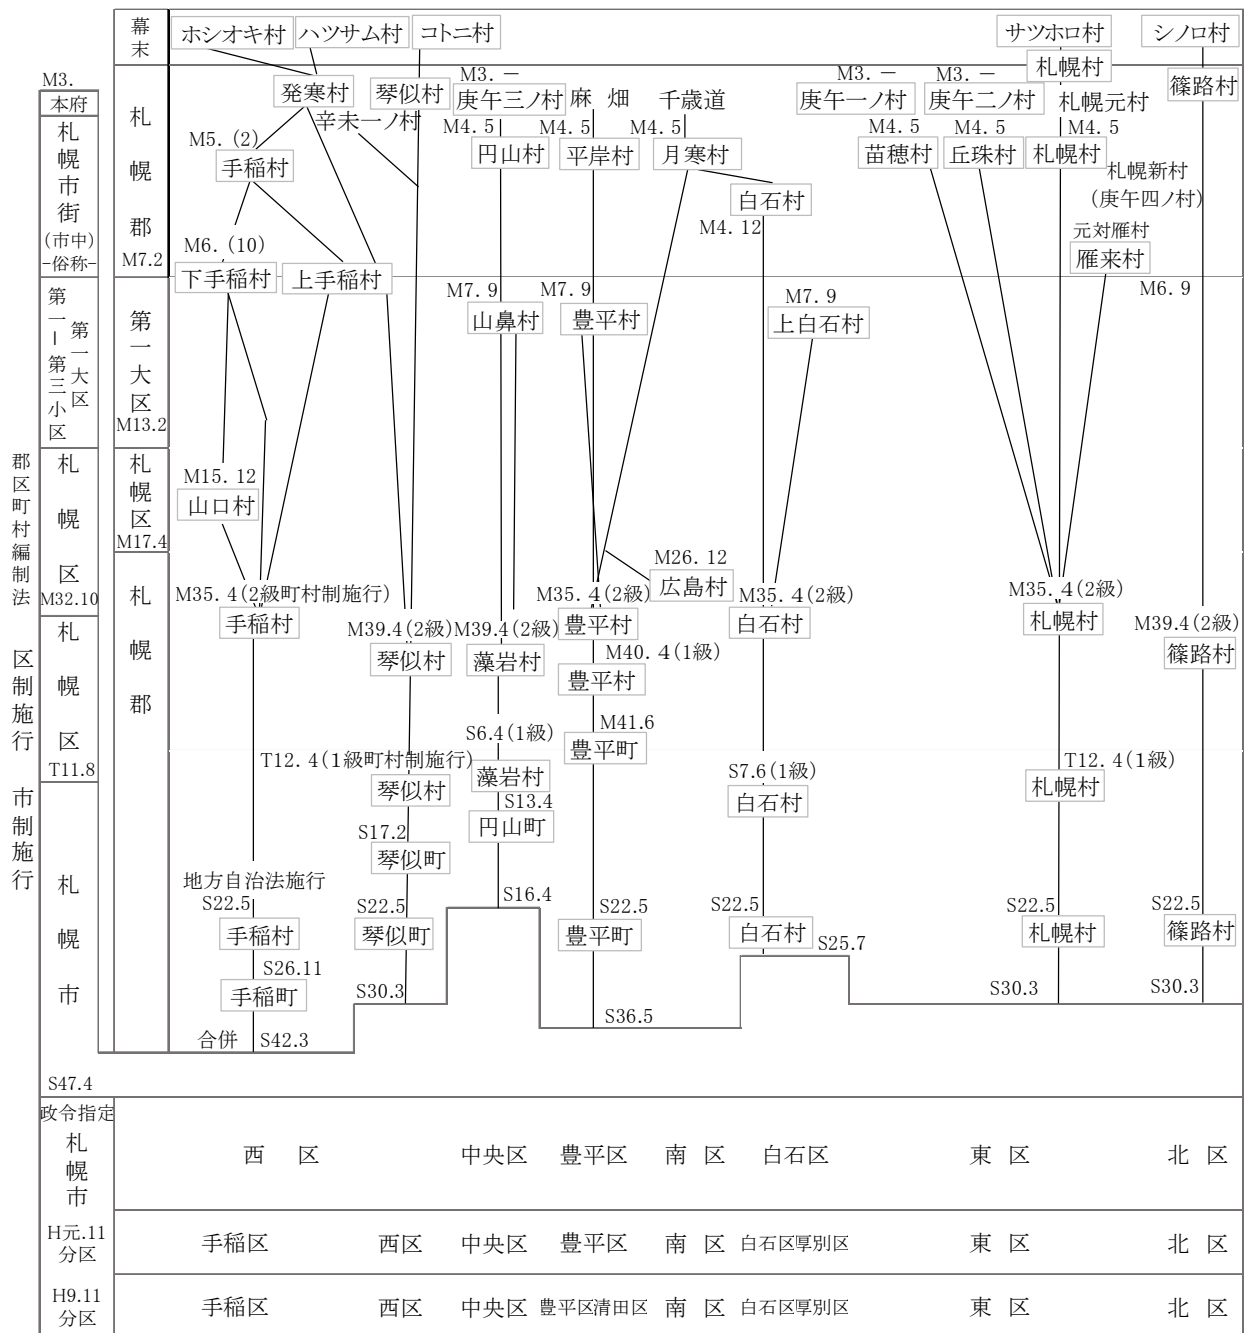 幕末
ホシオキ村
ハツサム村
コトニ村
サツホロ村
シノロ村
M3.
本府
札幌市街
(市中)
-俗称-
札幌郡
M7.2
発寒村
琴似村
辛未一ノ村
M3. ー
庚午三ノ村
麻 畑
千歳道
M3. ー
庚午一ノ村
M3. ー
庚午二ノ村
札幌村
札幌元村
篠路村
M5. (2)
手稲村
M4. 5
円山村
M4. 5
平岸村
M4. 5
月寒村
M4. 5
苗穂村
M4. 5
丘珠村
M4. 5
札幌村
札幌新村
(庚午四ノ村)
白石村
M4. 12
元対雁村
雁来村
M6. 9
M6. (10)
下手稲村
上手稲村
第一ー第三小区
第一大区
第一大区
M13.2
M7. 9
山鼻村
M7. 9
豊平村
M7. 9
上白石村
郡区町村編制法
札幌区
M32.10
札幌区
M17.4
M15. 12
山口村
M26. 12
広島村
札幌郡
M35. 4(2級町村制施行)
手稲村
M35. 4(2級)
豊平村
M35. 4(2級)
白石村
M35. 4(2級)
札幌村
区制施行
札幌区
T11.8
M39.4(2級)
琴似村
M39.4(2級)
藻岩村
M40. 4(1級)
豊平村
M39.4(2級)
篠路村
S6.4(1級)
藻岩村
M41.6
豊平町
T12. 4(1級町村制施行)
琴似村
S7.6(1級)
白石村
T12. 4(1級)
札幌村
市制施行
札幌市
S13.4
円山町
S17.2
琴似町
地方自治法施行
S22.5
手稲村
S22.5
琴似町
S16.4
S22.5
豊平町
S22.5
白石村
S25.7
S22.5
札幌村
S22.5
篠路村
S26.11
手稲町
S30.3
S30.3
S30.3
S36.5
合併
S42.3
S47.4
政令指定
札幌市
西 区
中央区
豊平区
南 区
白石区
東 区
北 区
H元.11
分区
手稲区
西区
中央区
豊平区
南 区
白石区厚別区
東 区
北 区
H9.11
分区
手稲区
西区
中央区
豊平区清田区
南 区
白石区厚別区
東 区
北 区